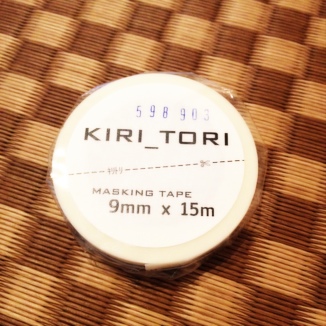 598 903
KIRI_TORI
MASKING TAPE
9mm x 15m